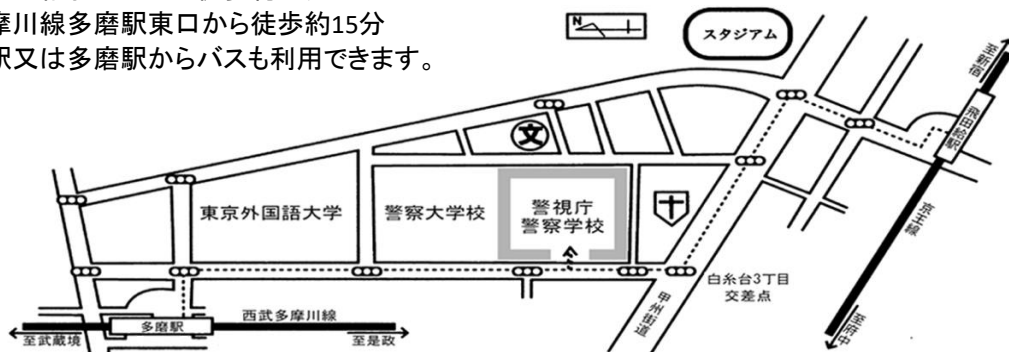 摩川線多磨駅東口から徒歩約15分
駅又は多磨駅からバスも利用できます。
N
スタジアム
至新宿
飛田給駅
文
東京外国語大学
警察大学校
警視庁
警察学校
京王線
白糸台3丁目
交差点
甲州街道
西武多摩川線
多磨駅
至武蔵境
至是政
至府中